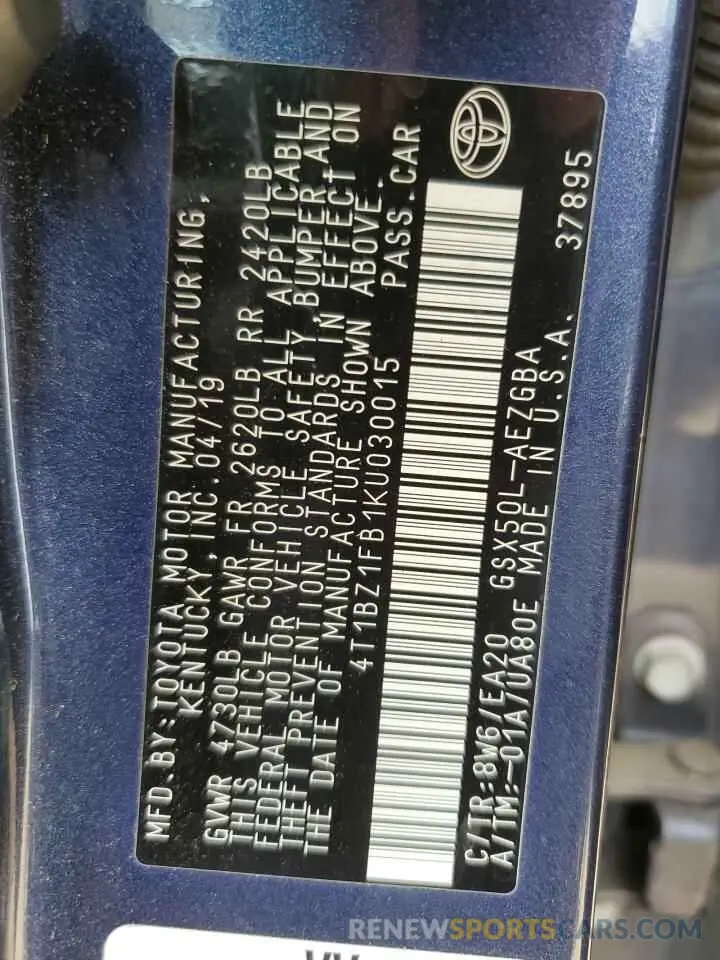 MFD.BY:TOYOTA MOTOR MANUFACTURING,
KENTUCKY, INC. 04/19
GVWR 4730LB GAWR FR 2620LB RR 2420LB
THIS VEHICLE CONFORMS TO ALL APPLICABLE
FEDERAL MOTOR VEHICLE SAFETY, BUMPER, AND
THEFT PREVENTION STANDARDS IN EFFECT ON
THE DATE OF MANUFACTURE SHOWN ABOVE.
4T1BZ1FB1KU030015 PASS.CAR
C/TR:8W6/EA20 GSX50L-AEZGBA 37895
A/TM:-01A/UA80E MADE IN U.S.A.
RENEWSPORTSCARS.COM